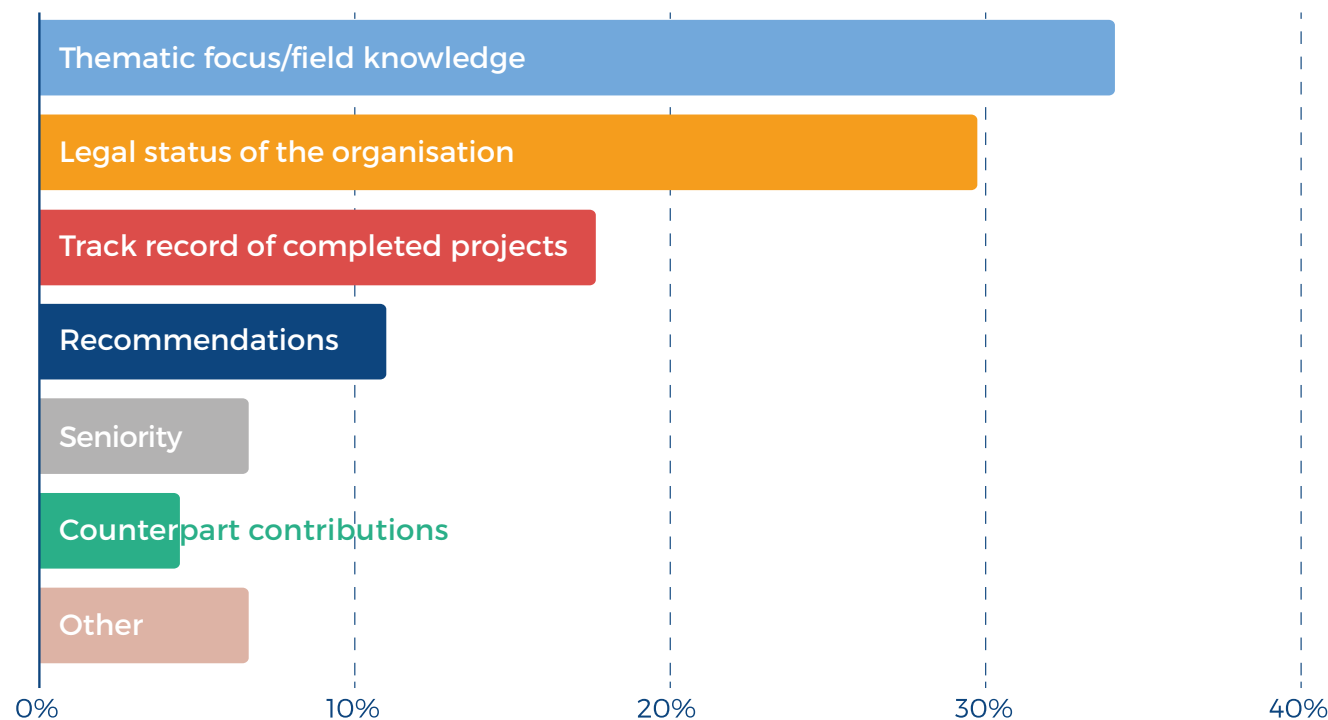 Thematic focus/field knowledge
Legal status of the organisation
Track record of completed projects
Recommendations
Seniority
Counterpart contributions
Other
0% 10% 20% 30% 40%